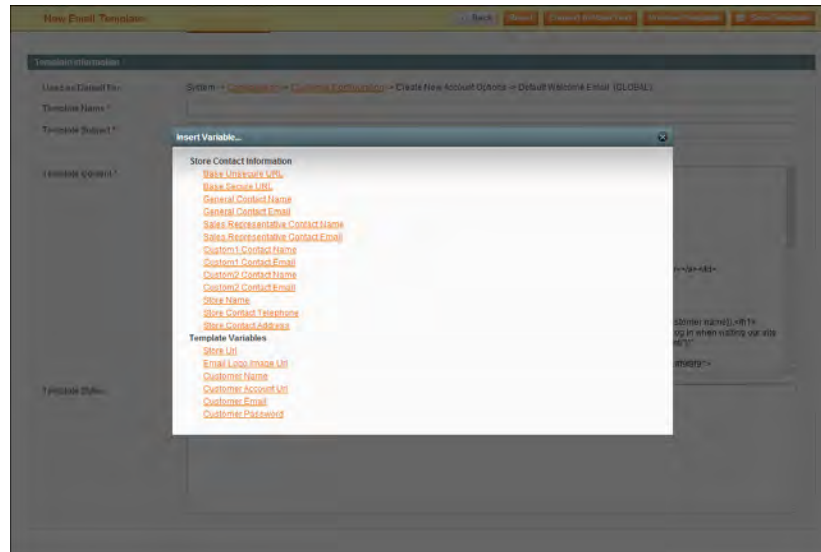 New Email Template
Back
Reset
Convert to Plain Text
Preview Template
Save Template
Template Information
Used as Default For
System -> Configuration -> Customer Configuration -> Create New Account Options -> Default Welcome Email (GLOBAL)
Template Name *
Template Subject *
Insert Variable...
Template Content *
Store Contact Information
Base Unsecure URL
Base Secure URL
General Contact Name
General Contact Email
Sales Representative Contact Name
Sales Representative Contact Email
Custom1 Contact Name
Custom1 Contact Email
Custom2 Contact Name
Custom2 Contact Email
Store Name
Store Contact Telephone
Store Contact Address
Template Variables
Store Url
Email Logo Image Url
Customer Name
Customer Account Url
Customer Email
Customer Password
Template Styles